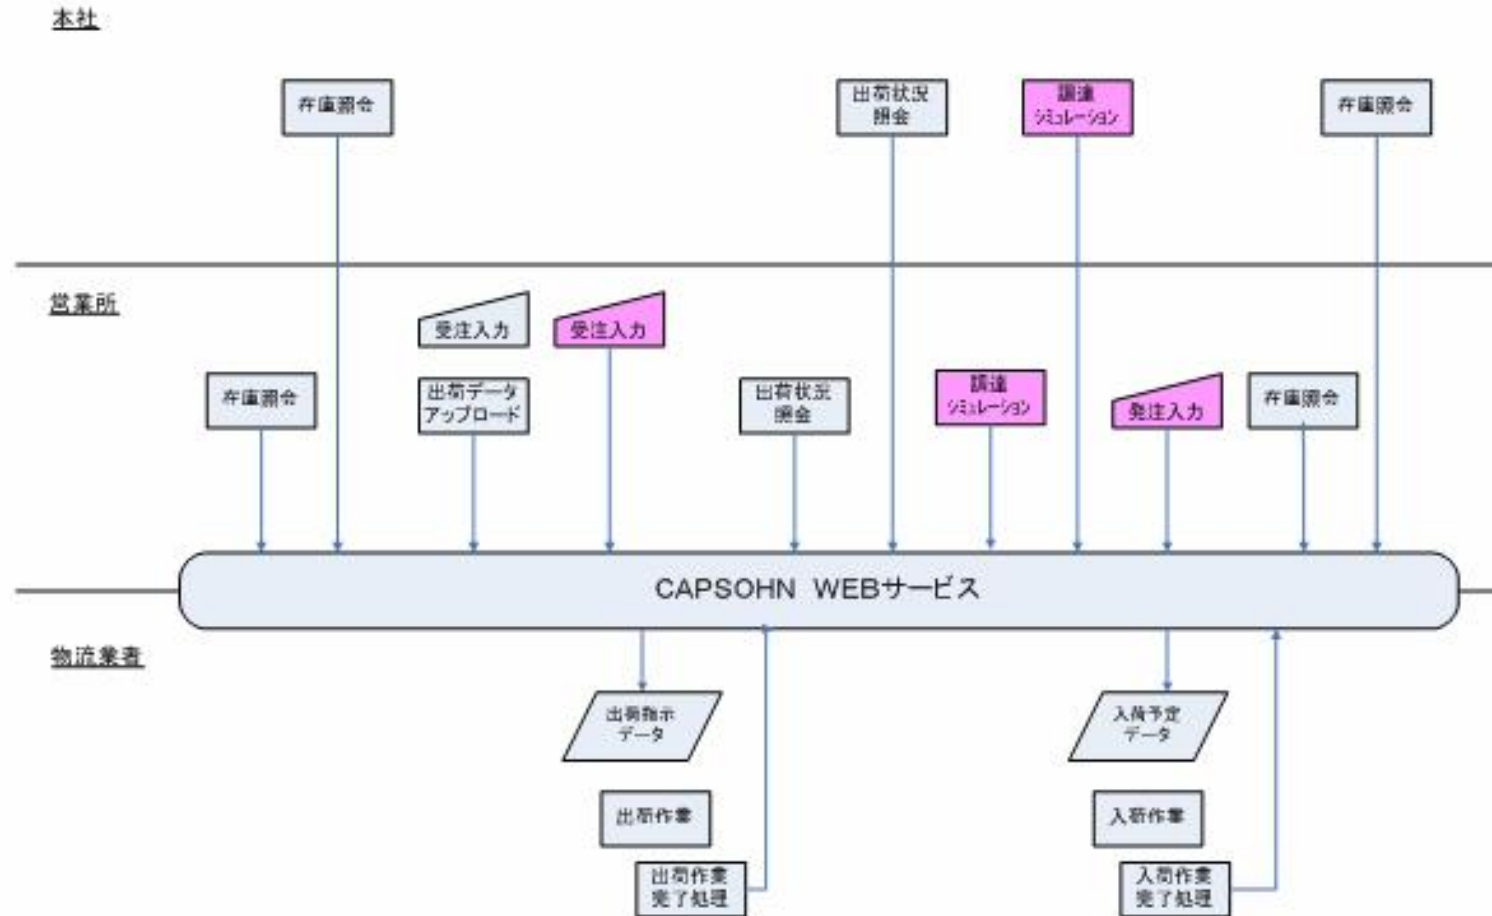 本社
在庫照会
出荷状況
照会
調達
シミュレーション
在庫照会
営業所
受注入力
受注入力
在庫照会
出荷データ
アップロード
出荷状況
照会
調達
シミュレーション
発注入力
在庫照会
CAPSOHN WEBサービス
物流業者
出荷指示
データ
入荷予定
データ
出荷作業
入荷作業
出荷作業
完了処理
入荷作業
完了処理